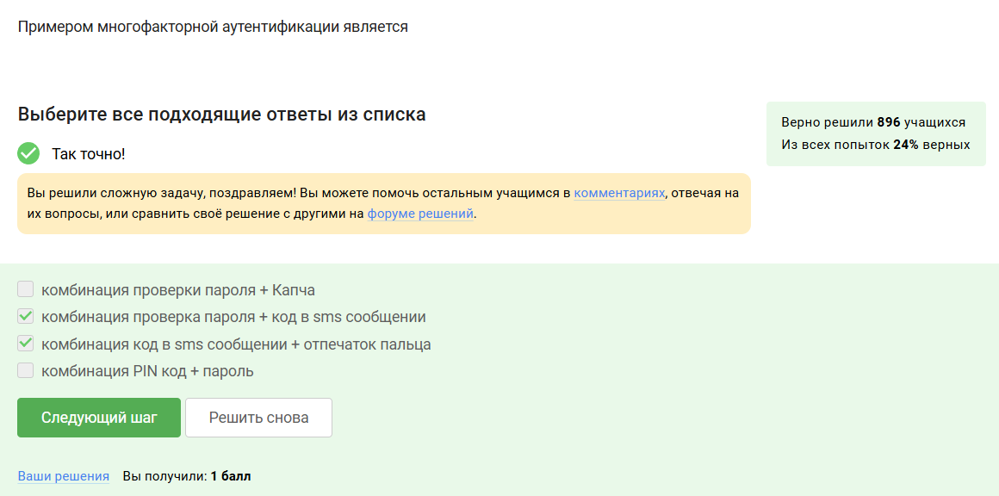 Примером многофакторной аутентификации является
Выберите все подходящие ответы из списка
Верно решили 896 учащихся
Из всех попыток 24% верных
Так точно!
Вы решили сложную задачу, поздравляем! Вы можете помочь остальным учащимся в комментариях, отвечая на
их вопросы, или сравнить своё решение с другими на форуме решений.
комбинация проверки пароля + Капча
комбинация проверка пароля + код в sms сообщении
комбинация код в sms сообщении + отпечаток пальца
комбинация PIN код + пароль
Следующий шаг
Решить снова
Ваши решения Вы получили: 1 балл